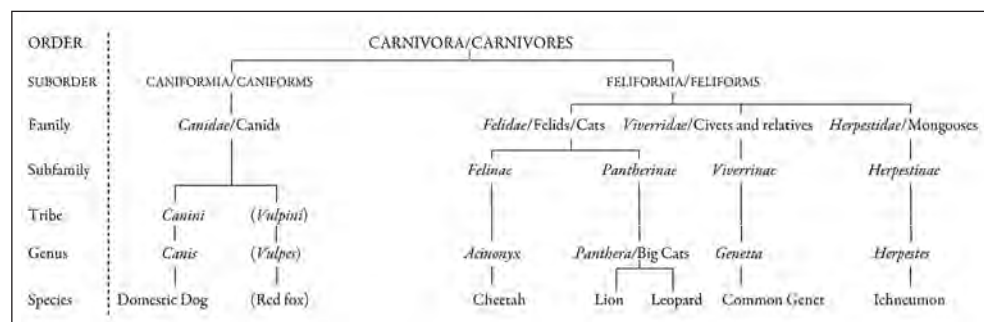 ORDER CARNIVORA/CARNIVORES
SUBORDER CANIFORMIA/CANIFORMS FELIFORMIA/FELIFORMS
Family Canidae/Canids Felidae/Felids/Cats Viverridae/Civets and relatives Herpestidae/Mongooses
Subfamily Felinae Pantherinae Viverrinae Herpestinae
Tribe Canini (Vulpini)
Genus Canis (Vulpes) Acinonyx Panthera/Big Cats Genetta Herpestes
Species Domestic Dog (Red fox) Cheetah Lion Leopard Common Genet Ichneumon